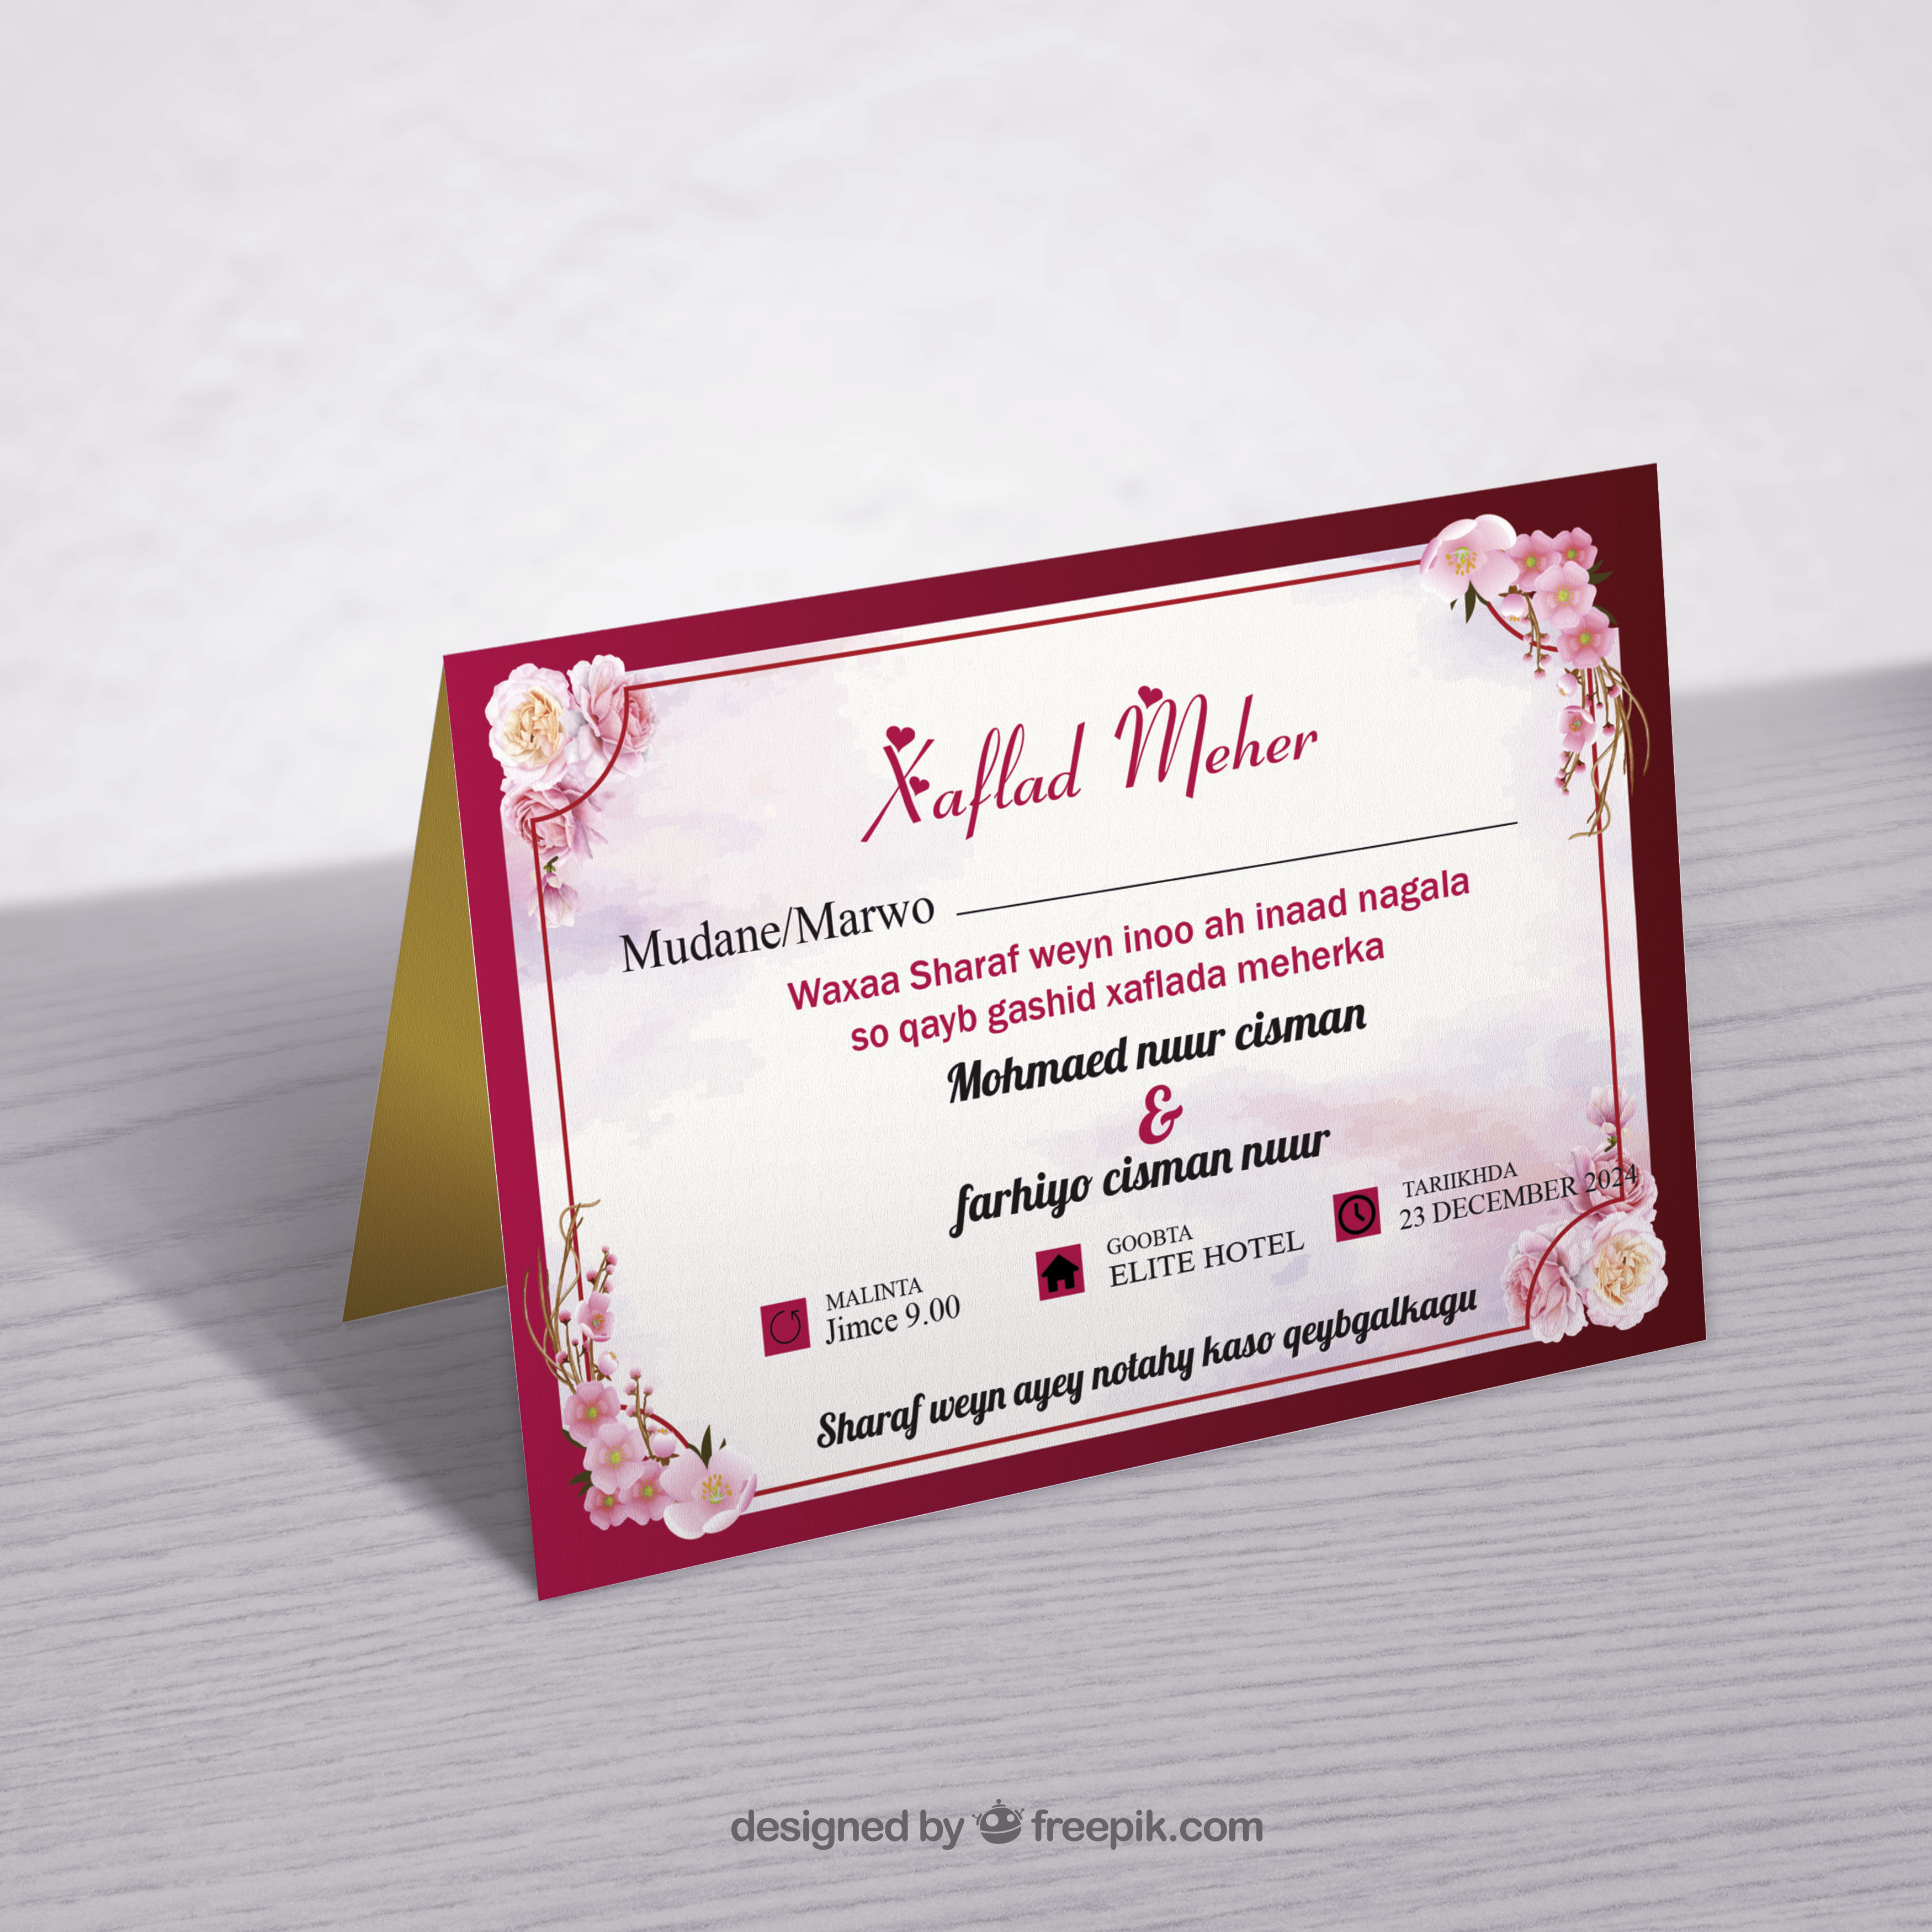 Xaflad Meher
Mudane/Marwo
Waxaa Sharaf weyn inoo ah inaad nagala
so qayb gashid xaflada meherka
Mohmaed nuur cisman
&
farhiyo cisman nuur
MALINTA
Jimce 9.00
GOOBTA
ELITE HOTEL
TARIIKHDA
23 DECEMBER 2024
Sharaf weyn ayey notahy kaso qeybgalkagu
designed by freepik.com